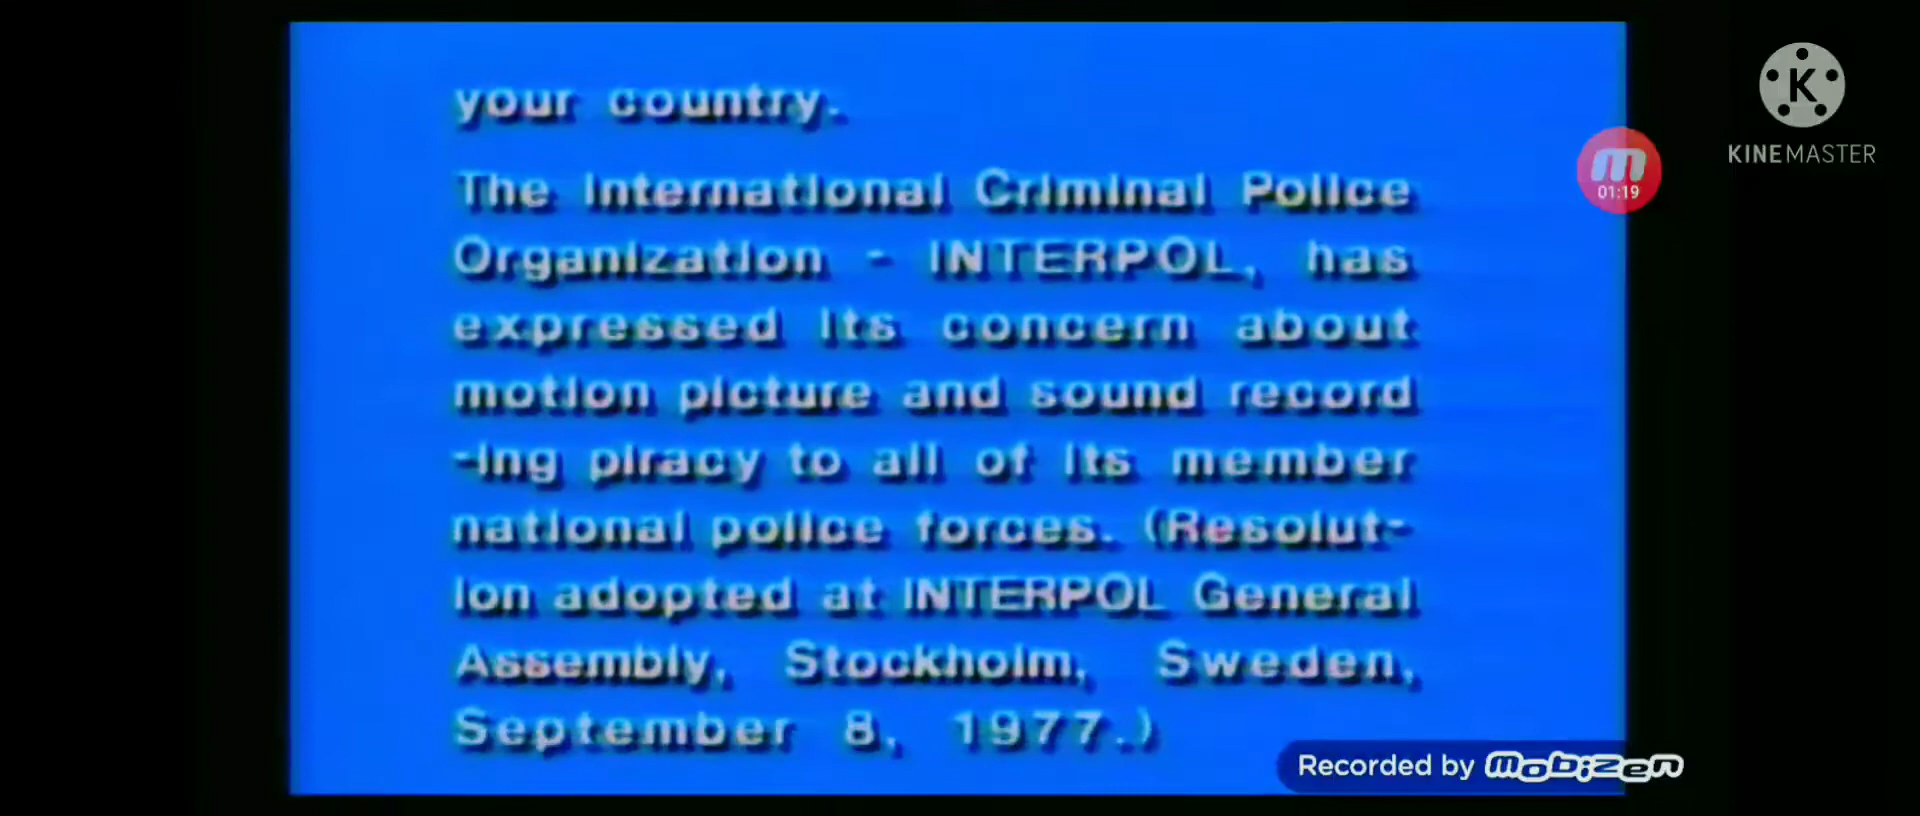 your country.
The International Criminal Police
Organization - INTERPOL, has
expressed its concern about
motion picture and sound record
-ing piracy to all of its member
national police forces. (Resolut-
ion adopted at INTERPOL General
Assembly, Stockholm, Sweden,
September 8, 1977.)
K
KINEMASTER
m
01:19
Recorded by mobizen